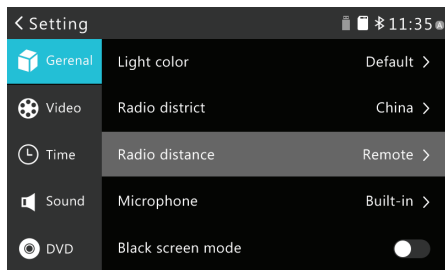 Setting 11:35
Gerenal
Light color Default
Video
Radio district China
Time
Radio distance Remote
Sound
Microphone Built-in
DVD
Black screen mode